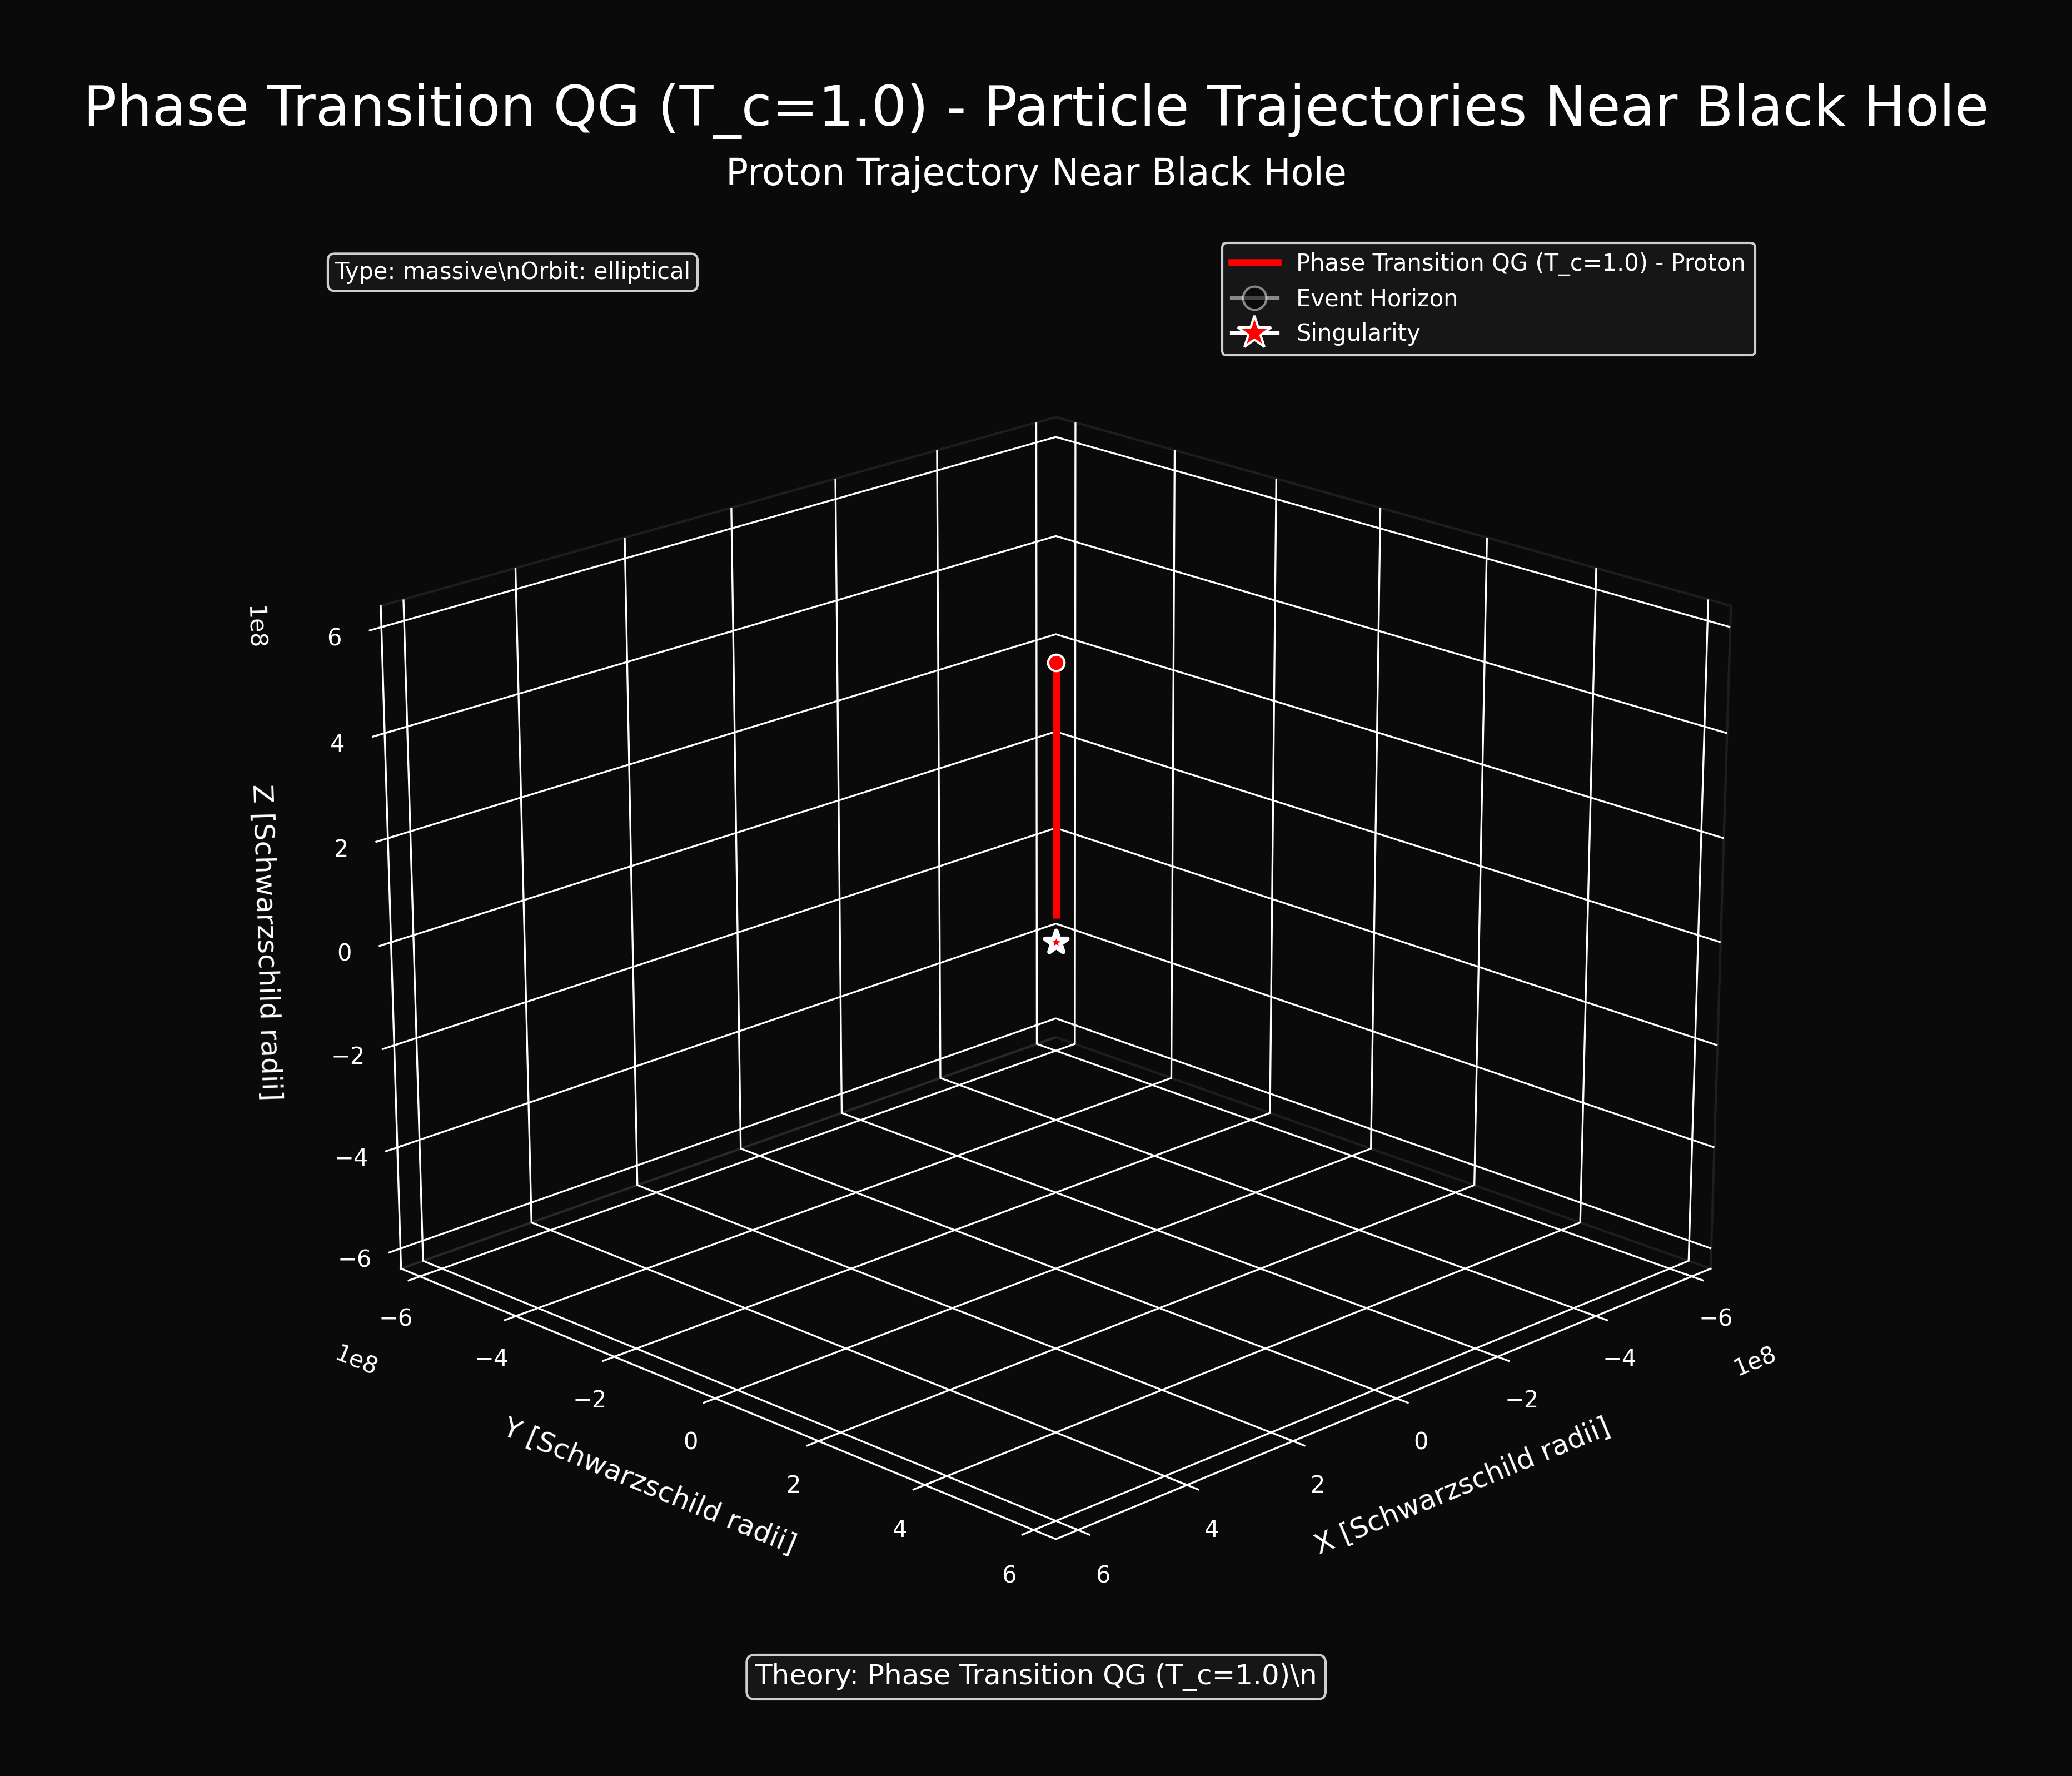 Phase Transition QG (T_c=1.0) - Particle Trajectories Near Black Hole
Proton Trajectory Near Black Hole
Type: massive\nOrbit: elliptical
Phase Transition QG (T_c=1.0) - Proton
Event Horizon
Singularity
1e8
6
4
2
0
−2
−4
−6
Z [Schwarzschild radii]
−6
−4
−2
0
2
4
6
1e8
Y [Schwarzschild radii]
−6
−4
−2
0
2
4
6
1e8
X [Schwarzschild radii]
Theory: Phase Transition QG (T_c=1.0)\n